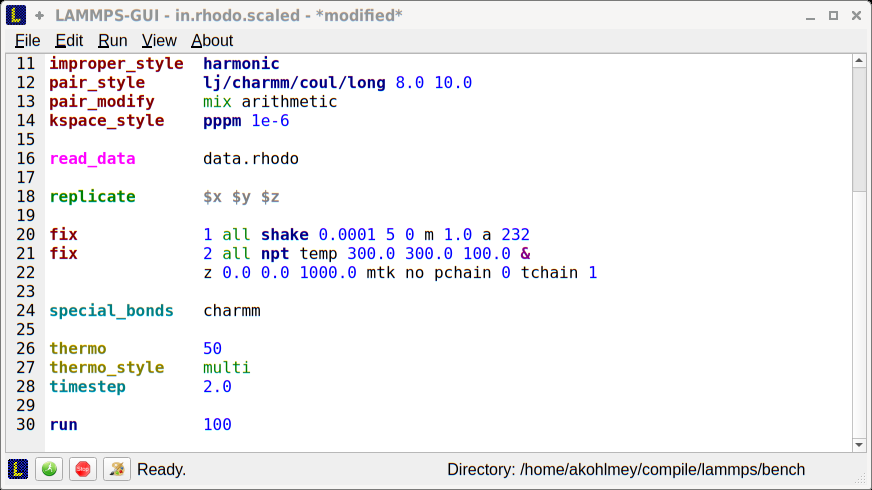 LAMMPS-GUI - in.rhodo.scaled - *modified*
File Edit Run View About
11 improper_style harmonic
12 pair_style lj/charmm/coul/long 8.0 10.0
13 pair_modify mix arithmetic
14 kspace_style pppm 1e-6
15
16 read_data data.rhodo
17
18 replicate $x $y $z
19
20 fix 1 all shake 0.0001 5 0 m 1.0 a 232
21 fix 2 all npt temp 300.0 300.0 100.0 &
22 z 0.0 0.0 1000.0 mtk no pchain 0 tchain 1
23
24 special_bonds charmm
25
26 thermo 50
27 thermo_style multi
28 timestep 2.0
29
30 run 100
L Stop Ready. Directory: /home/akohlmey/compile/lammps/bench